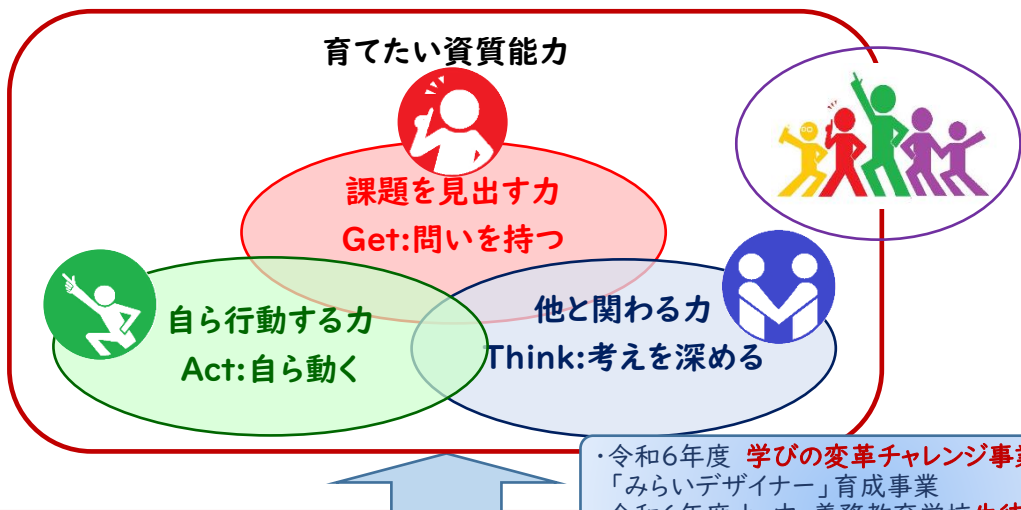 育てたい資質能力
課題を見出す力
Get:問いを持つ
自ら行動する力
Act:自ら動く
他と関わる力
Think:考えを深める
・令和6年度 学びの変革チャレンジ事業
「みらいデザイナー」育成事業